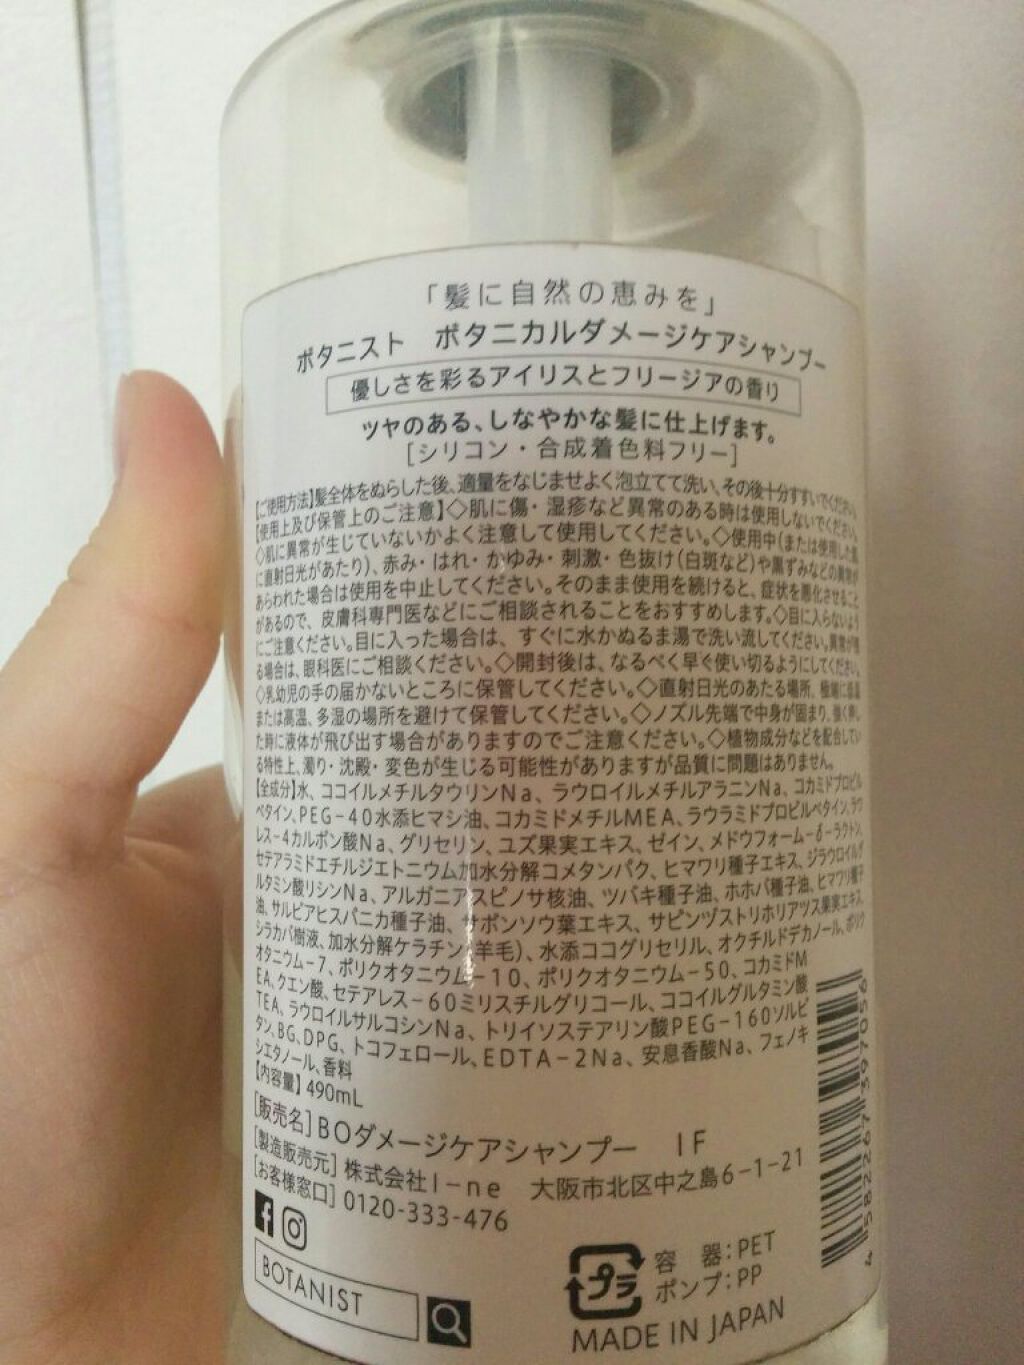 「髪に自然の恵みを」
ボタニスト ボタニカルダメージケアシャンプー
優しさを彩るアイリスとフリージアの香り
ツヤのある、しなやかな髪に仕上げます。
[シリコン・合成着色料フリー]
【ご使用方法】髪全体をぬらした後、適量をなじませよく泡立てて洗い、その後十分すすいでください。
【使用上及び保管上のご注意】◇肌に傷・湿疹など異常のある時は使用しないでください。
◇肌に異常が生じていないかよく注意して使用してください。◇使用中(または使用した肌
に直射日光があたり)、赤み・はれ・かゆみ・刺激・色抜け(白斑など)や黒ずみなどの異常が
あらわれた場合は使用を中止してください。そのまま使用を続けると、症状を悪化させること
があるので、皮膚科専門医などにご相談されることをおすすめします。◇目に入らないよう
にご注意ください。目に入った場合は、すぐに水かぬるま湯で洗い流してください。異常が残
る場合は、眼科医にご相談ください。◇開封後は、なるべく早く使い切るようにしてください。
◇乳幼児の手の届かないところに保管してください。◇直射日光のあたる場所、極端に低温
または高温、多湿の場所を避けて保管してください。◇ノズル先端で中身が固まり、強く押し
た時に液体が飛び出す場合がありますのでご注意ください。◇植物成分などを配合してい
る特性上、濁り・沈殿・変色が生じる可能性がありますが品質に問題はありません。
【全成分】水、ココイルメチルタウリンNa、ラウロイルメチルアラニンNa、コカミドプロピル
ベタイン、PEG-40水添ヒマシ油、コカミドメチルMEA、ラウラミドプロピルベタイン、ラウ
レス-4カルボン酸Na、グリセリン、ユズ果実エキス、ゼイン、メドウフォーム-δ-ラクトン、
セテアラミドエチルジエトニウム加水分解コメタンパク、ヒマワリ種子エキス、ジラウロイルグ
ルタミン酸リシンNa、アルガニアスピノサ核油、ツバキ種子油、ホホバ種子油、ヒマワリ種子
油、サルビアヒスパニカ種子油、サボンソウ葉エキス、サピンヅストリホリアツス果実エキス、
シラカバ樹液、加水分解ケラチン(羊毛)、水添ココグリセリル、オクチルドデカノール、ポリク
オタニウム-7、ポリクオタニウム-10、ポリクオタニウム-50、コカミドM
EA、クエン酸、セテアレス-60ミリスチルグリコール、ココイルグルタミン酸
TEA、ラウロイルサルコシンNa、トリイソステアリン酸PEG-160ソルビ
タン、BG、DPG、トコフェロール、EDTA-2Na、安息香酸Na、フェノキ
シエタノール、香料
【内容量】490mL
[販売名]BOダメージケアシャンプー IF
[製造販売元]株式会社I-ne 大阪市北区中之島6-1-21
[お客様窓口]0120-333-476
BOTANIST
プラ
容 器:PET
ポンプ:PP
MADE IN JAPAN
4 582267 397056